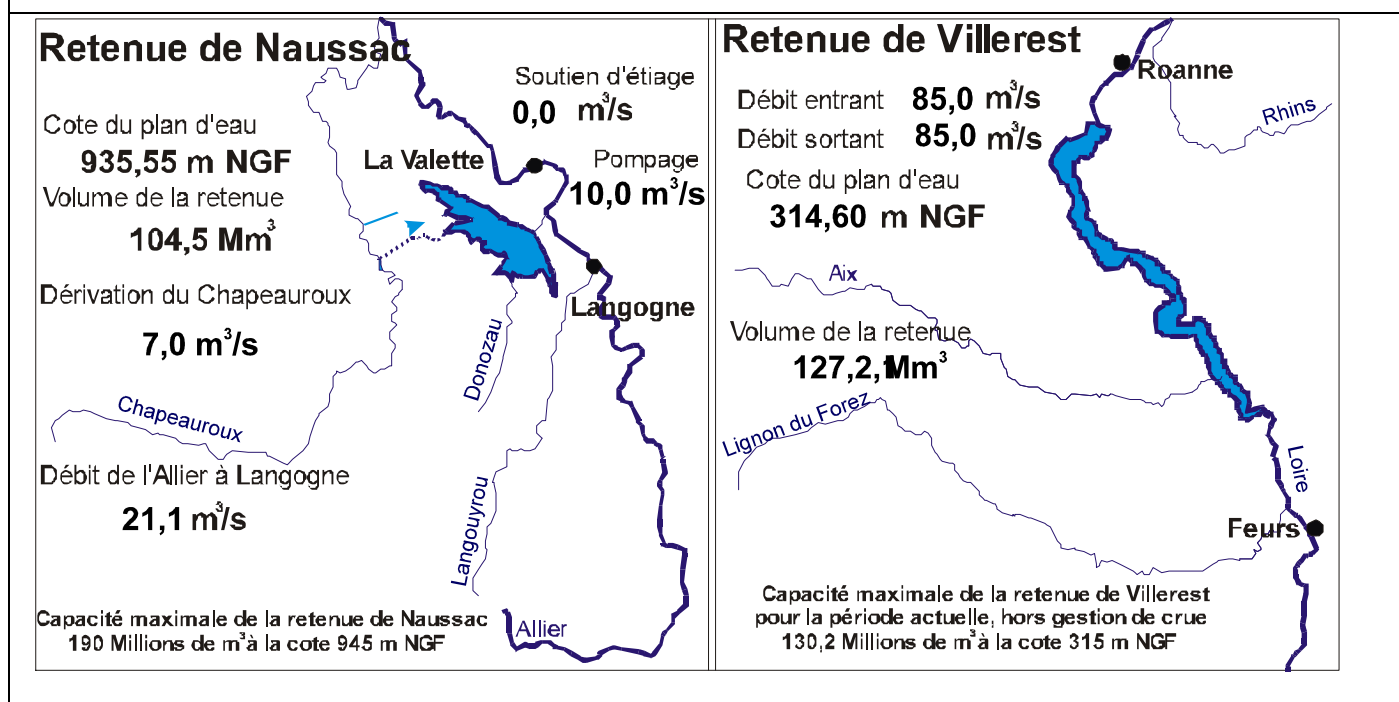 Retenue de Naussac
Soutien d'étiage
0,0 m³/s
Cote du plan d'eau
935,55 m NGF
La Valette
Pompage
10,0 m³/s
Volume de la retenue
104,5 Mm³
Dérivation du Chapeauroux
7,0 m³/s
Langogne
Donozau
Chapeauroux
Débit de l'Allier à Langogne
21,1 m³/s
Langouyrou
Capacité maximale de la retenue de Naussac
190 Millions de m³ à la cote 945 m NGF
Allier
Retenue de Villerest
Roanne
Débit entrant 85,0 m³/s
Débit sortant 85,0 m³/s
Rhins
Cote du plan d'eau
314,60 m NGF
Aix
Volume de la retenue
127,2 Mm³
Lignon du Forez
Loire
Feurs
Capacité maximale de la retenue de Villerest
pour la période actuelle, hors gestion de crue
130,2 Millions de m³ à la cote 315 m NGF